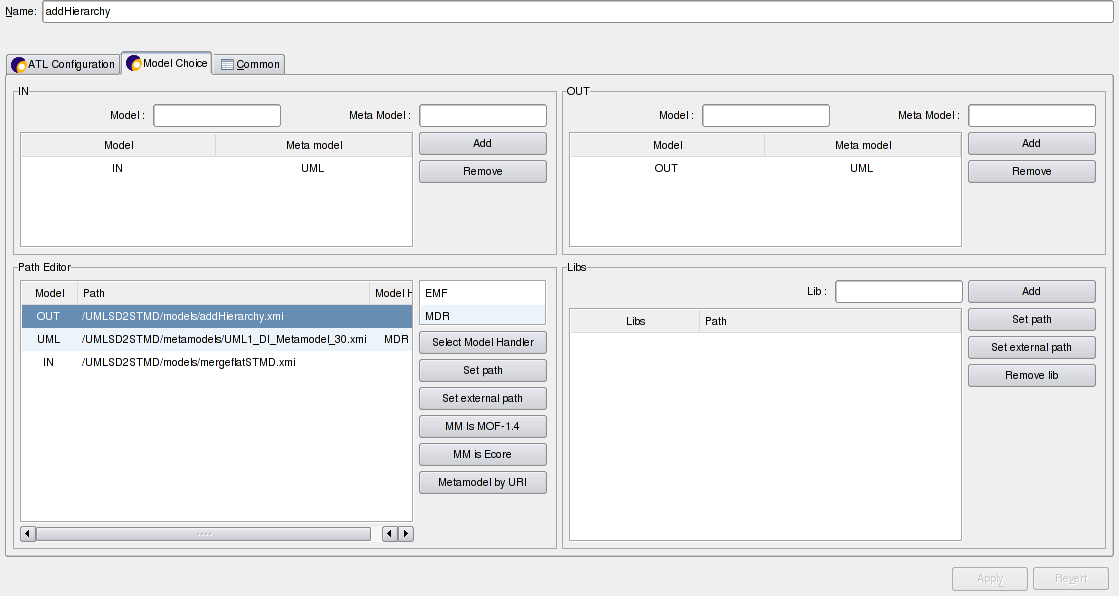 Name: addHierarchy
ATL Configuration Model Choice Common
IN
Model : Meta Model :
Model Meta model Add
IN UML Remove
OUT
Model : Meta Model :
Model Meta model Add
OUT UML Remove
Path Editor
Model Path Model H
OUT /UMLSD2STMD/models/addHierarchy.xmi
UML /UMLSD2STMD/metamodels/UML1_DI_Metamodel_30.xmi MDR
IN /UMLSD2STMD/models/mergeflatSTMD.xmi
EMF
MDR
Select Model Handler
Set path
Set external path
MM Is MOF-1.4
MM is Ecore
Metamodel by URI
Libs
Lib : Add
Libs Path
Set path
Set external path
Remove lib
Apply Revert